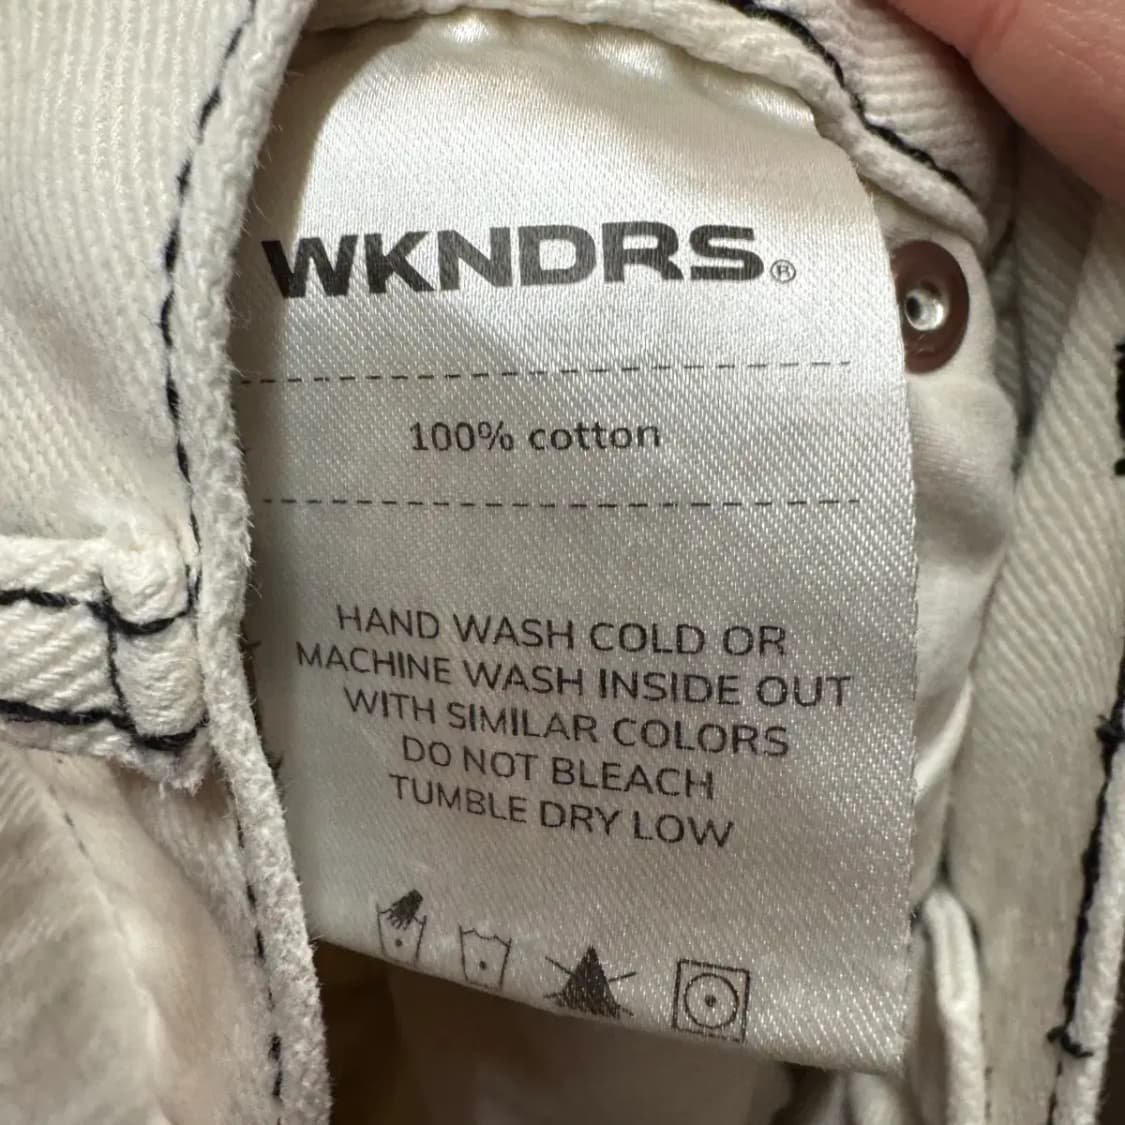 WKNDRS®
100% cotton
HAND WASH COLD OR
MACHINE WASH INSIDE OUT
WITH SIMILAR COLORS
DO NOT BLEACH
TUMBLE DRY LOW